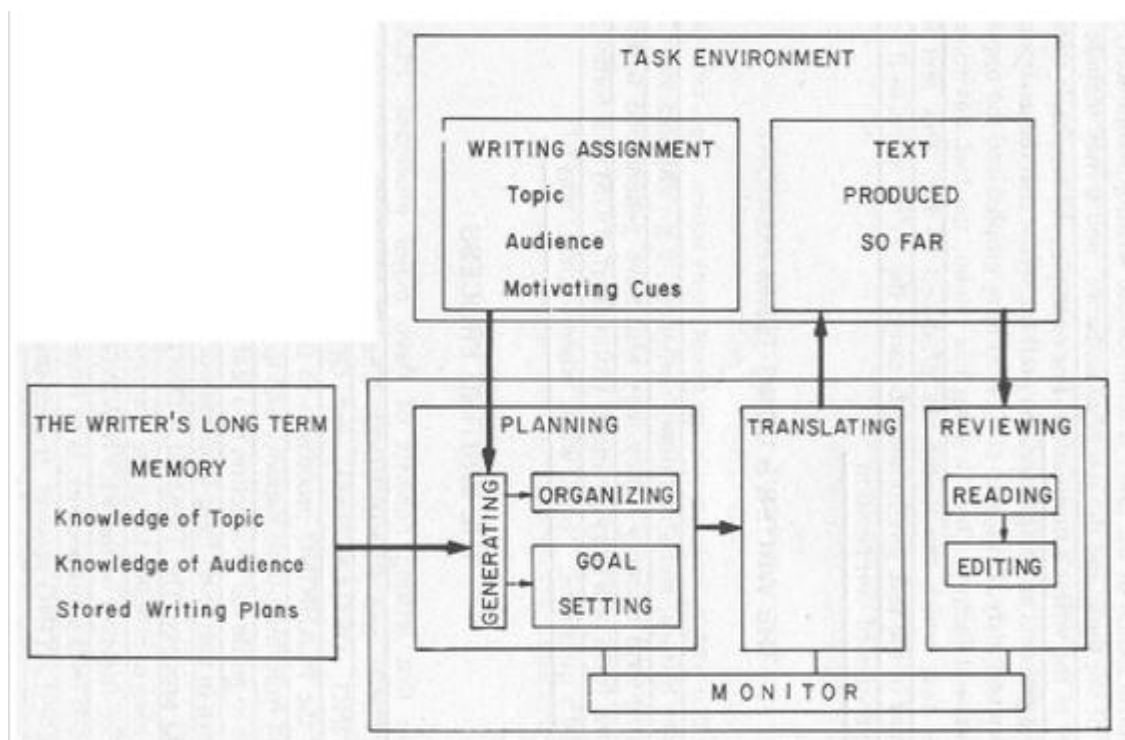 TASK ENVIRONMENT
WRITING ASSIGNMENT
Topic
Audience
Motivating Cues
TEXT
PRODUCED
SO FAR
THE WRITER'S LONG TERM
MEMORY
Knowledge of Topic
Knowledge of Audience
Stored Writing Plans
PLANNING
GENERATING
ORGANIZING
GOAL
SETTING
TRANSLATING
REVIEWING
READING
EDITING
MONITOR